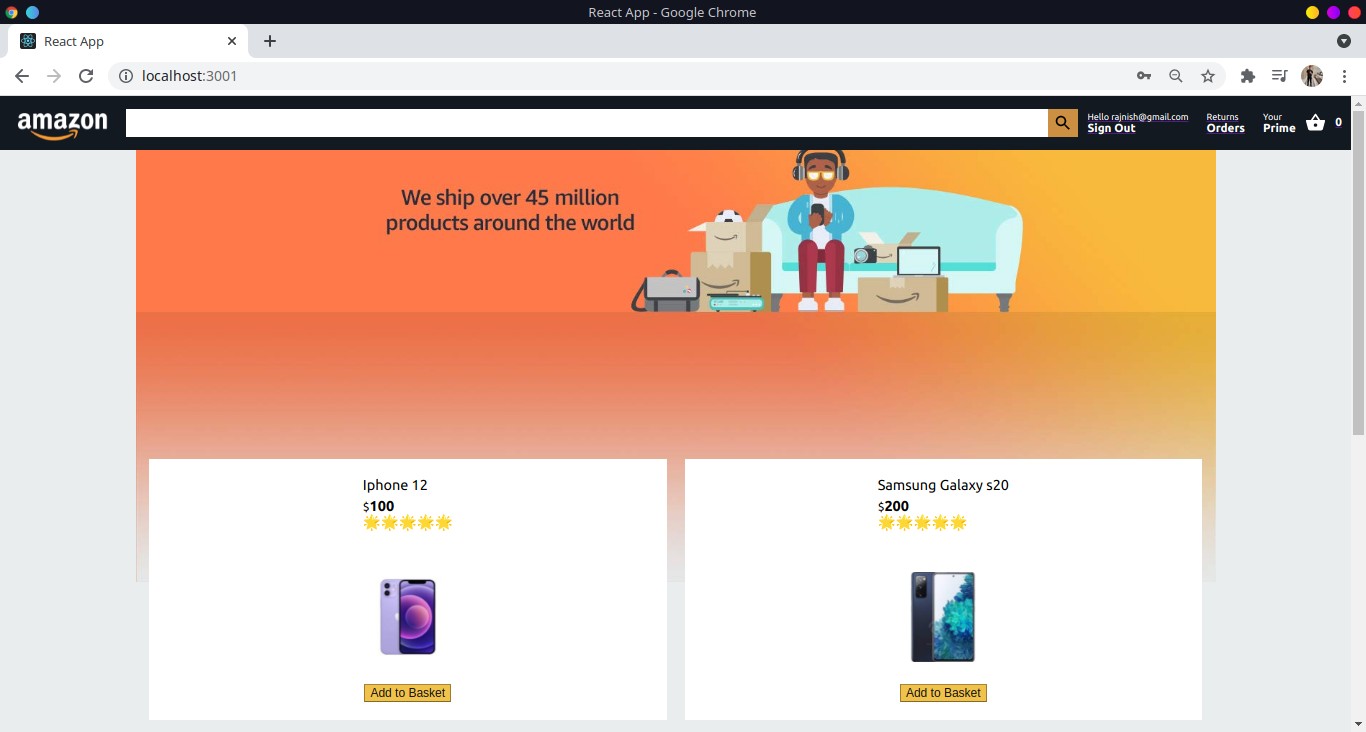 React App - Google Chrome
React App
localhost:3001
amazon
Hello rajnish@gmail.com
Sign Out
Returns
Orders
Your
Prime
0
We ship over 45 million
products around the world
Iphone 12
$100
Add to Basket
Samsung Galaxy s20
$200
Add to Basket